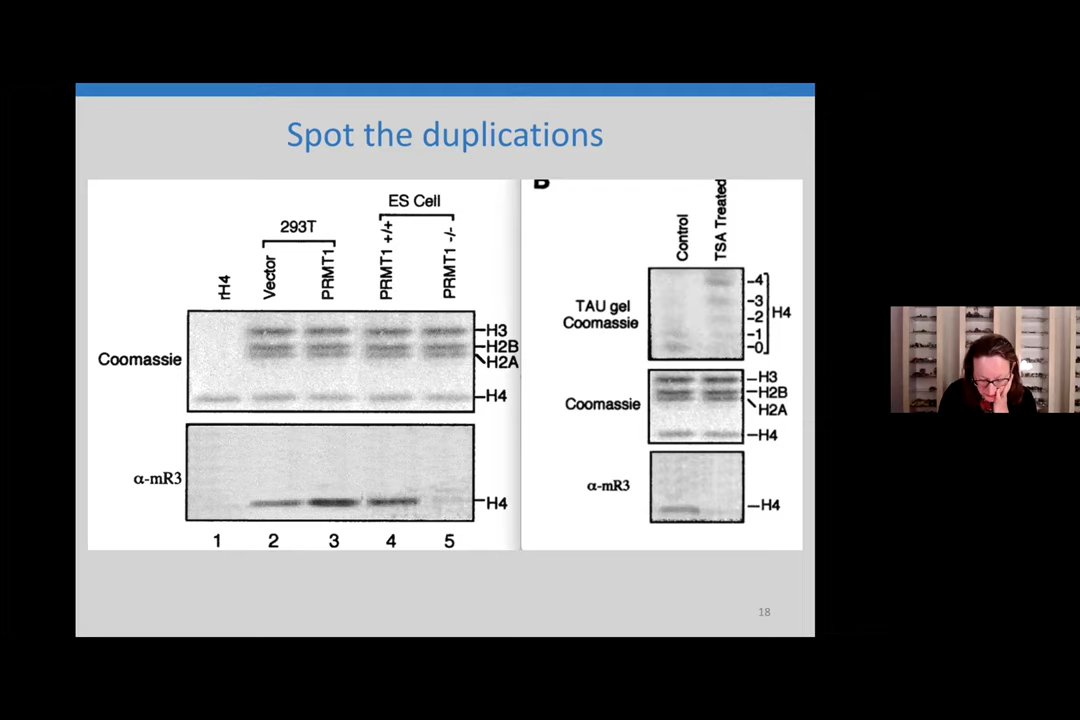 Spot the duplications
ES Cell
293T
rH4
Vector
PRMT1
PRMT1 +/+
PRMT1 -/-
Coomassie
H3
H2B
H2A
H4
α-mR3
H4
1 2 3 4 5
B
Control
TSA Treated
TAU gel
Coomassie
-4
-3
-2
-1
-0
H4
Coomassie
H3
H2B
H2A
H4
α-mR3
H4
18